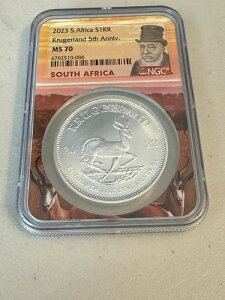 2023 S.Africa S1KR
Krugerrand 5th Anniv.
MS 70
6792510-006
SOUTH AFRICA
NGC
KRUGERRAND
20 23